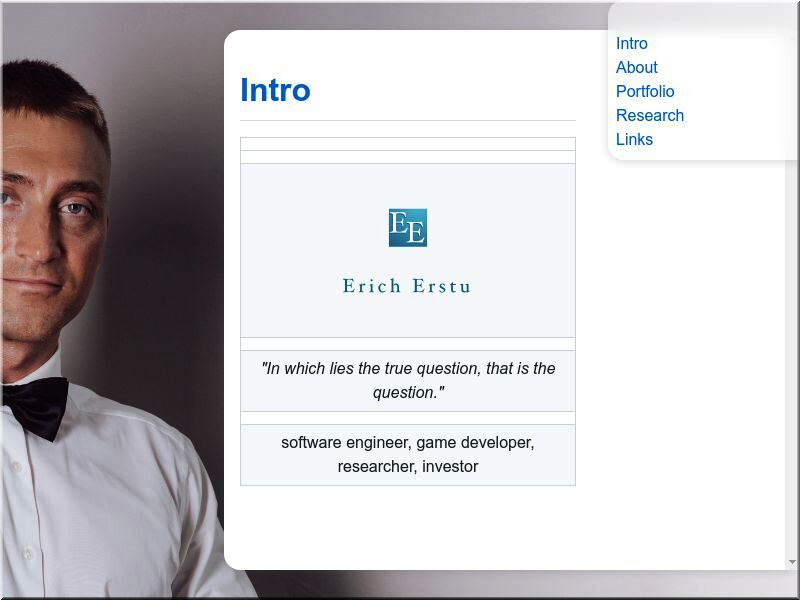 Intro
About
Portfolio
Research
Links
Intro
EE
Erich Erstu
"In which lies the true question, that is the
question."
software engineer, game developer,
researcher, investor